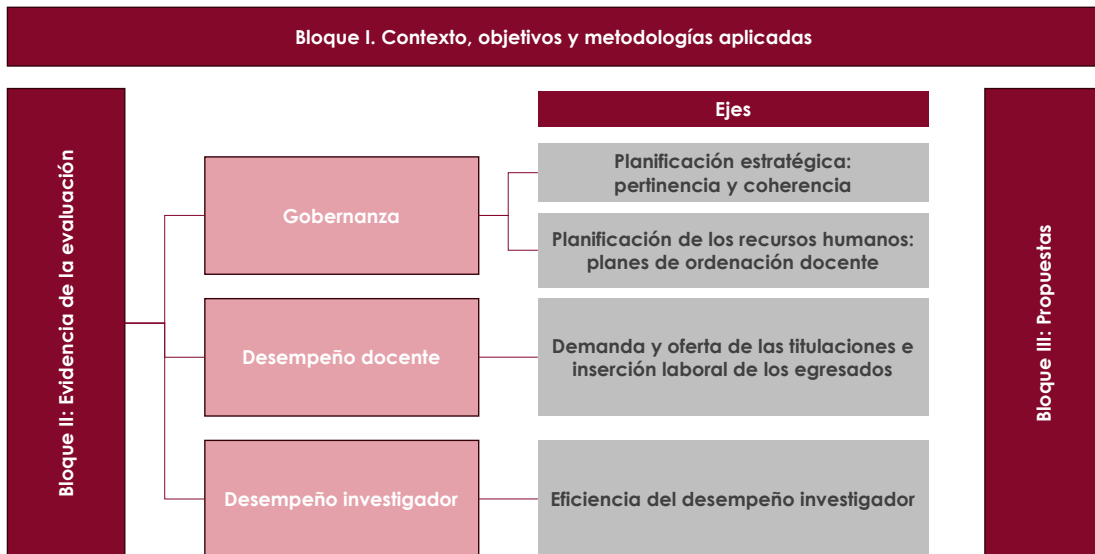 Bloque I. Contexto, objetivos y metodologías aplicadas
Bloque II: Evidencia de la evaluación
Ejes
Gobernanza
Planificación estratégica:
pertinencia y coherencia
Planificación de los recursos humanos:
planes de ordenación docente
Desempeño docente
Demanda y oferta de las titulaciones e
inserción laboral de los egresados
Desempeño investigador
Eficiencia del desempeño investigador
Bloque III: Propuestas